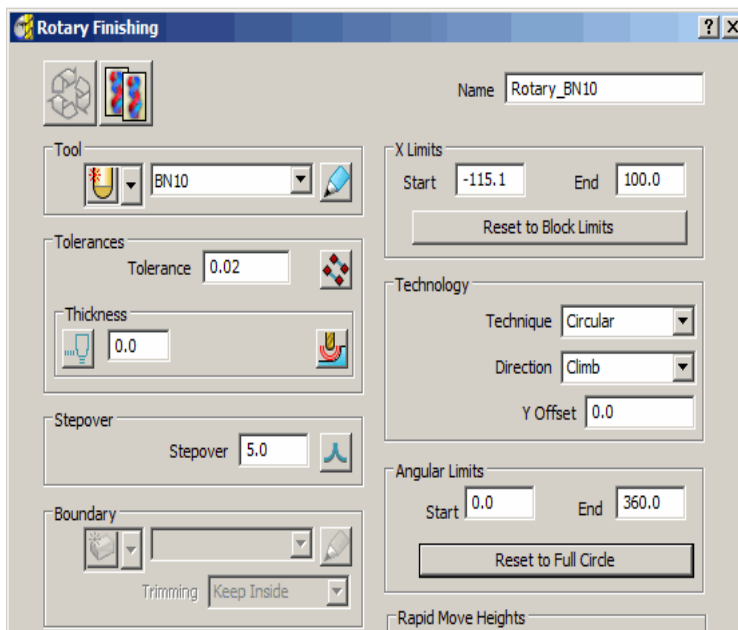 Rotary Finishing
Name Rotary_BN10
Tool
BN10
Tolerances
Tolerance 0.02
Thickness
0.0
Stepover
Stepover 5.0
Boundary
Trimming Keep Inside
X Limits
Start -115.1 End 100.0
Reset to Block Limits
Technology
Technique Circular
Direction Climb
Y Offset 0.0
Angular Limits
Start 0.0 End 360.0
Reset to Full Circle
Rapid Move Heights